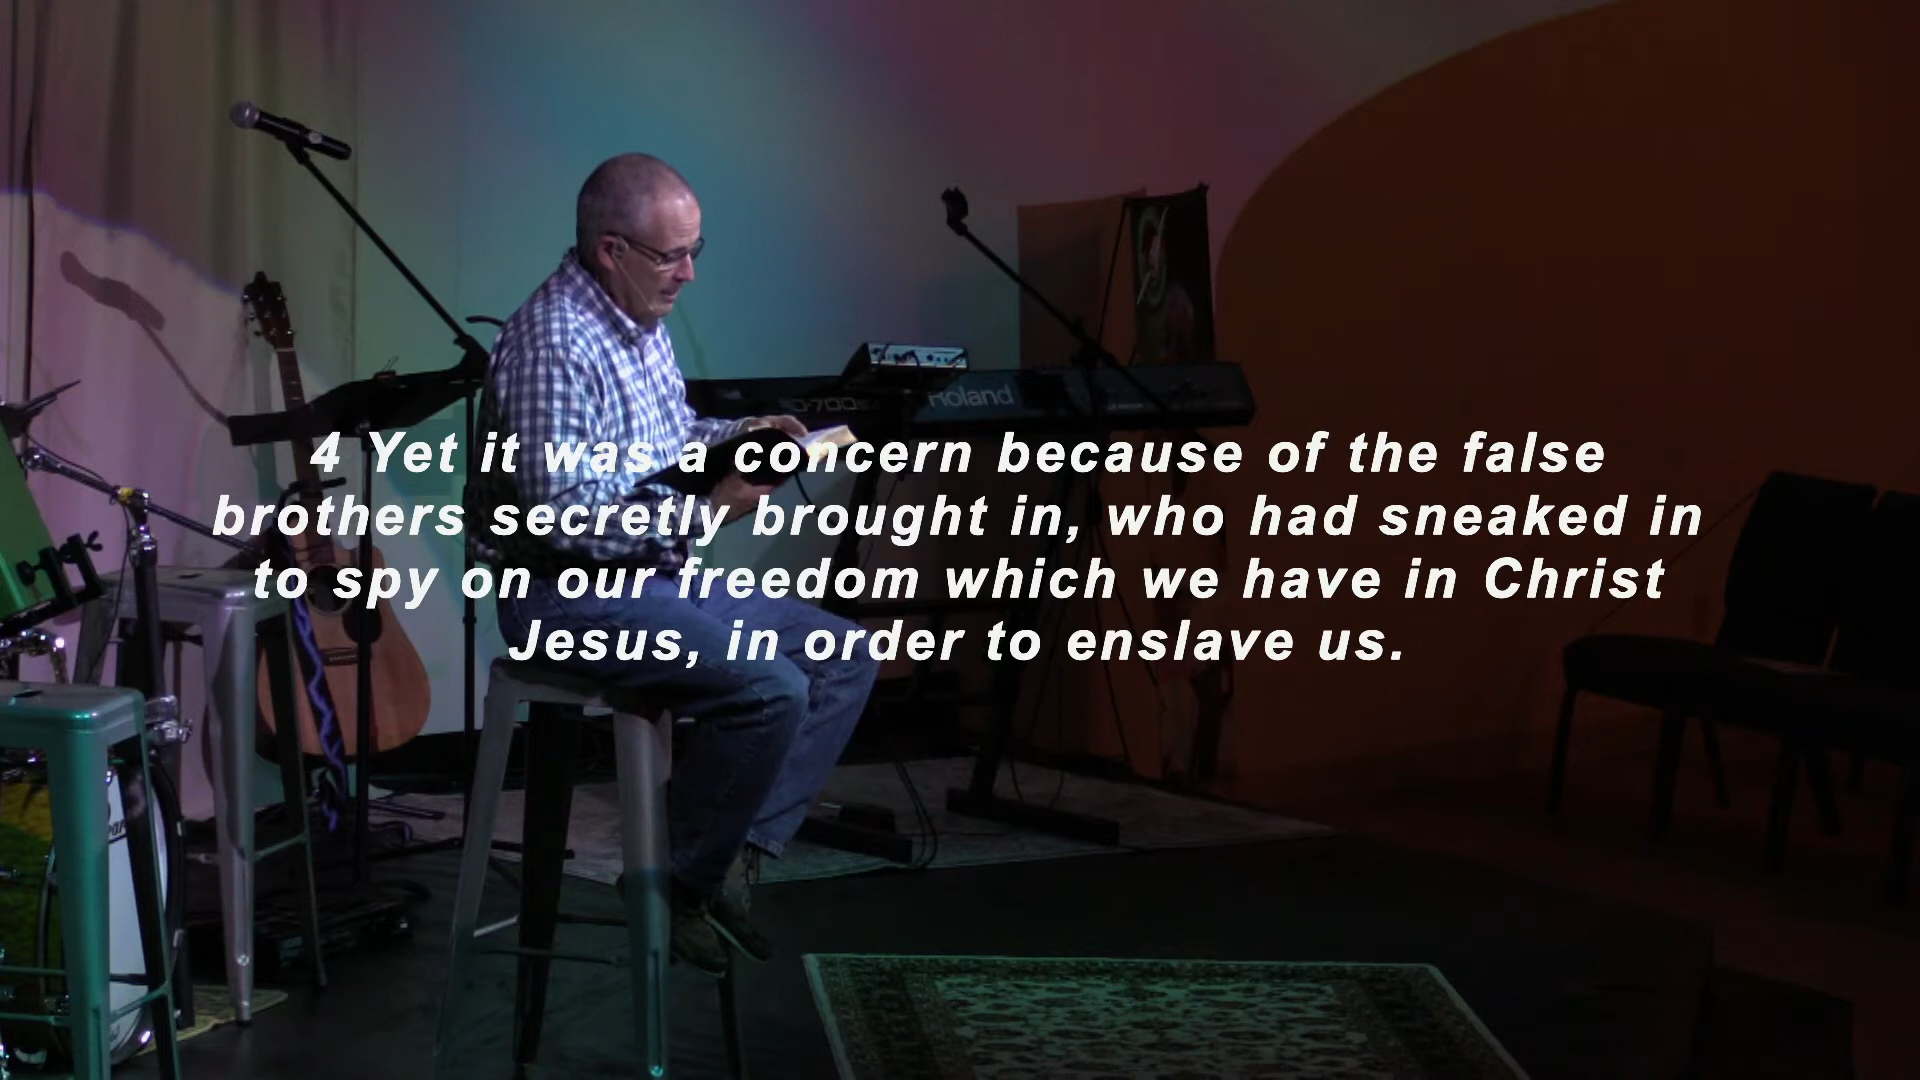 Roland
4 Yet it was a concern because of the false
brothers secretly brought in, who had sneaked in
to spy on our freedom which we have in Christ
Jesus, in order to enslave us.